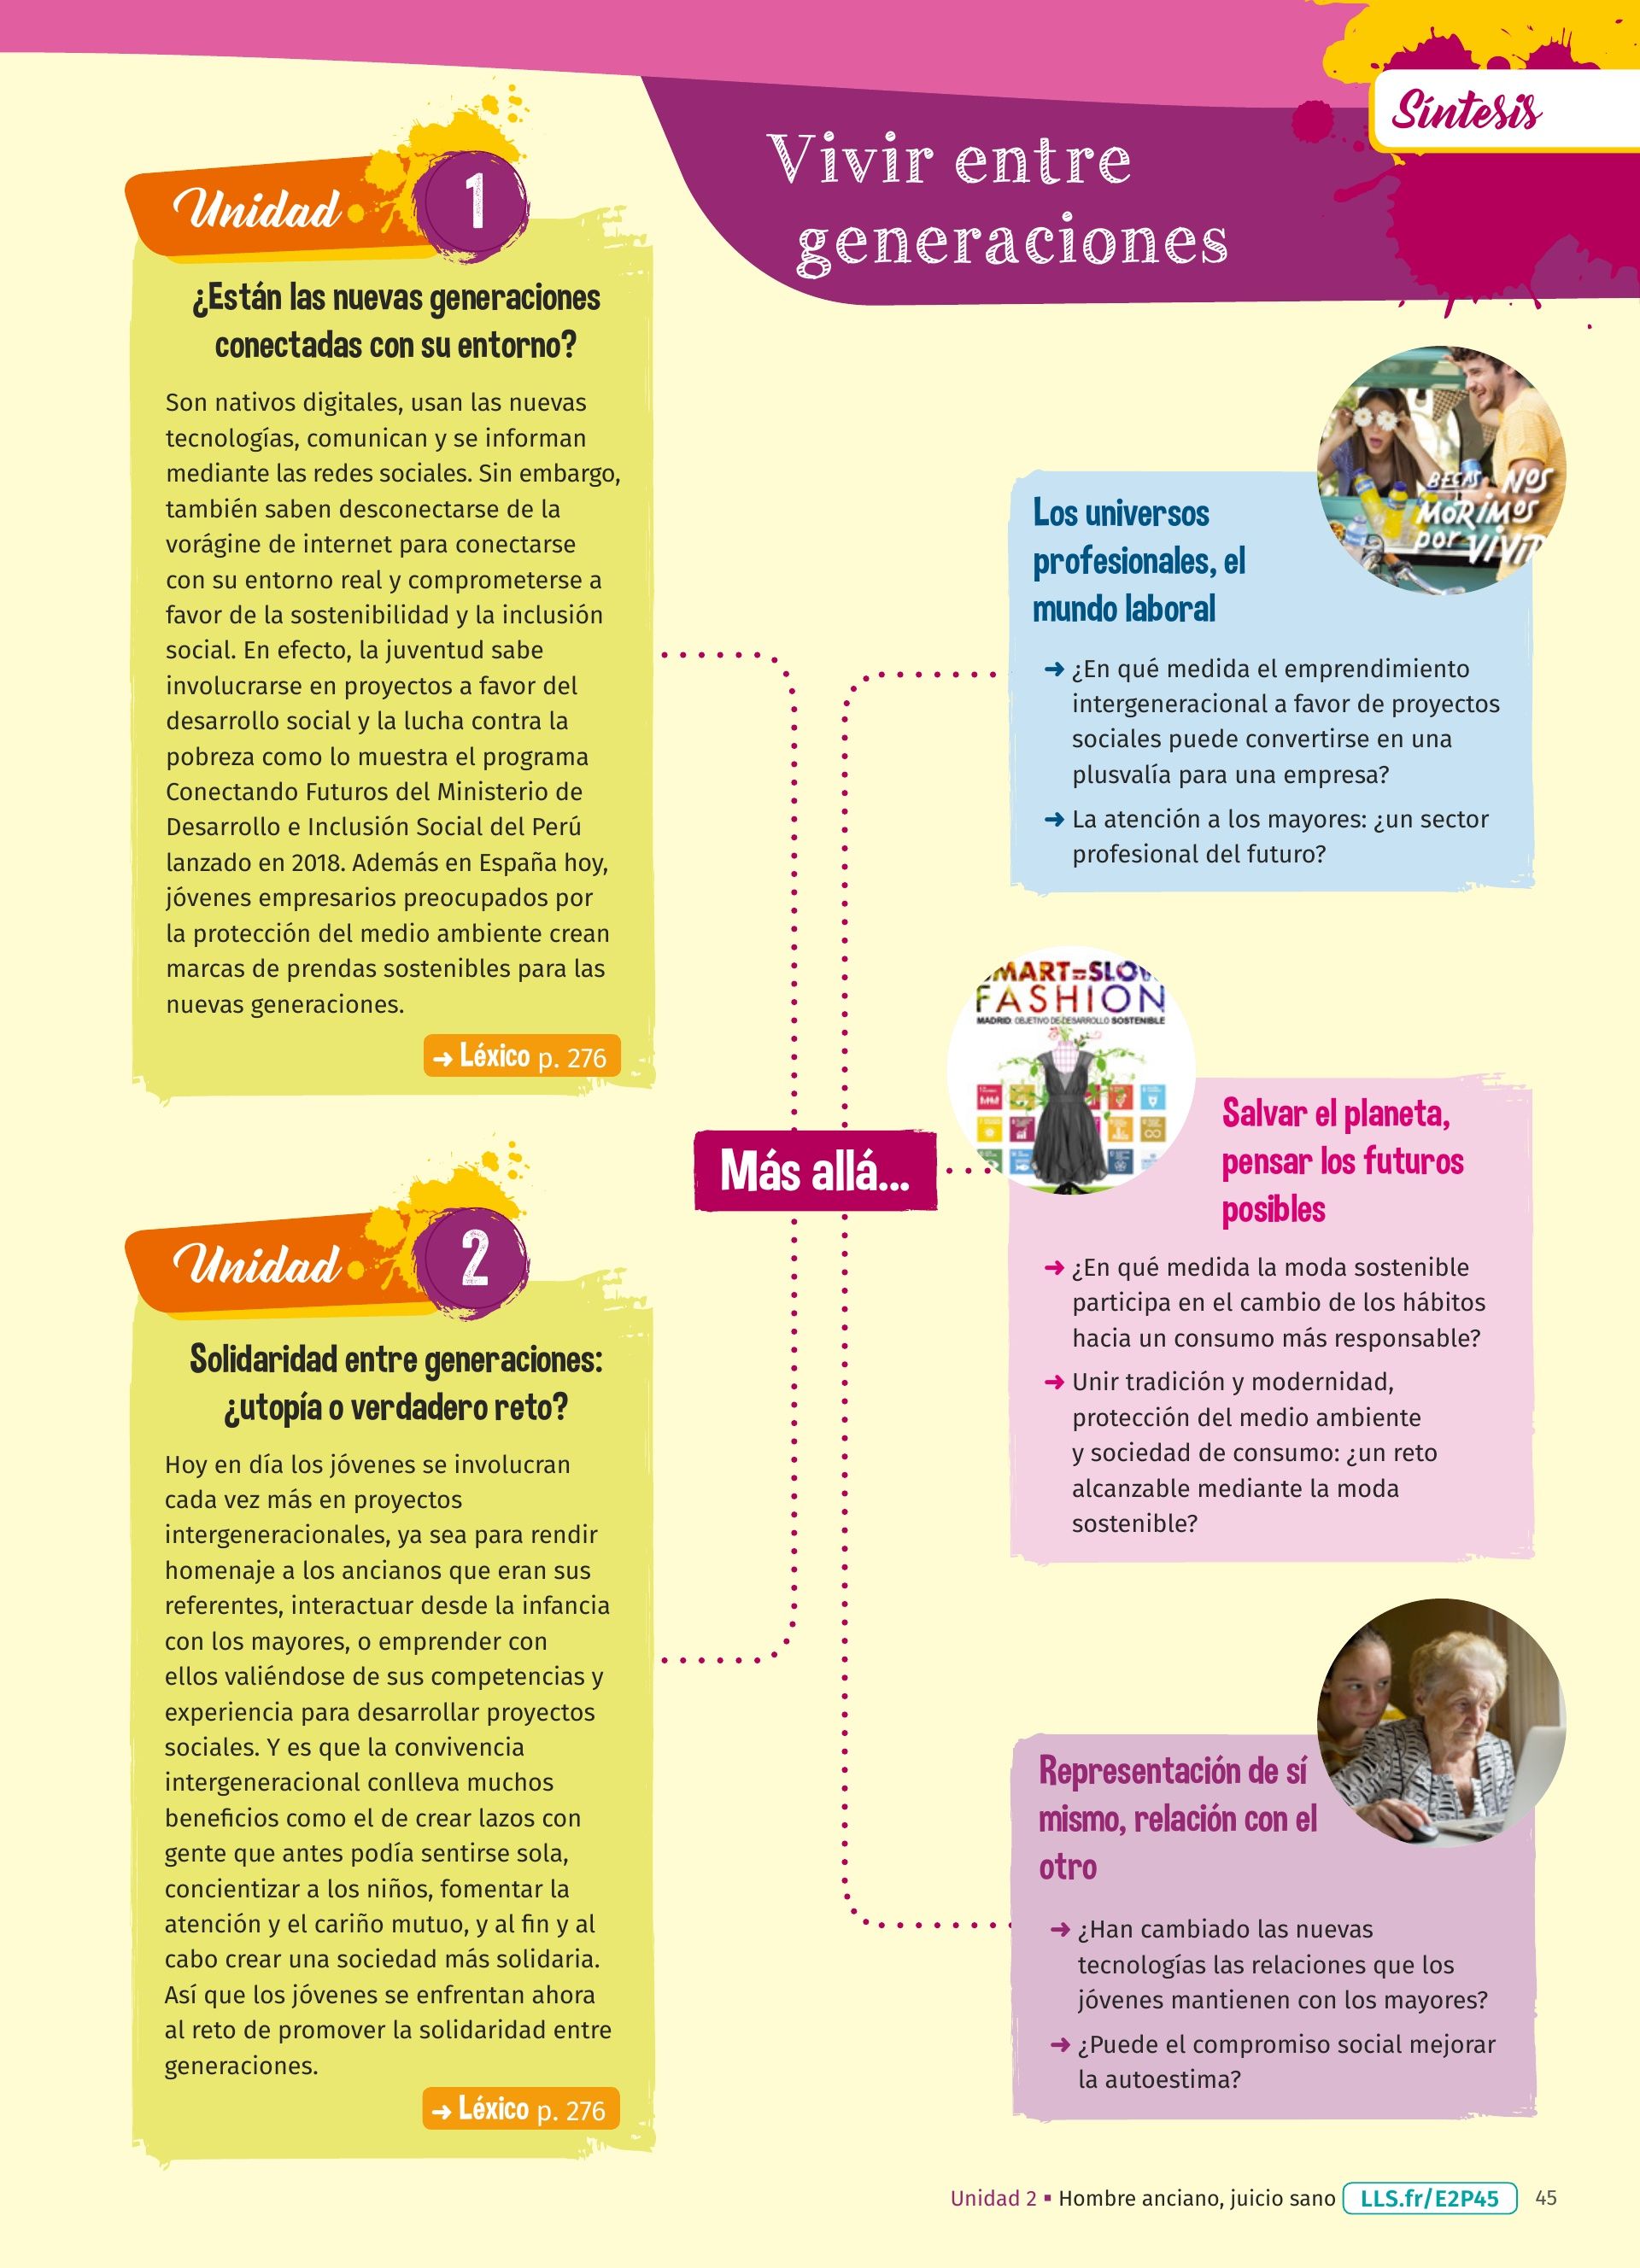 Síntesis
Vivir entre
generaciones
Unidad 1
¿Están las nuevas generaciones
conectadas con su entorno?
Son nativos digitales, usan las nuevas
tecnologías, comunican y se informan
mediante las redes sociales. Sin embargo,
también saben desconectarse de la
vorágine de internet para conectarse
con su entorno real y comprometerse a
favor de la sostenibilidad y la inclusión
social. En efecto, la juventud sabe
involucrarse en proyectos a favor del
desarrollo social y la lucha contra la
pobreza como lo muestra el programa
Conectando Futuros del Ministerio de
Desarrollo e Inclusión Social del Perú
lanzado en 2018. Además en España hoy,
jóvenes empresarios preocupados por
la protección del medio ambiente crean
marcas de prendas sostenibles para las
nuevas generaciones.
➜ Léxico p. 276
Unidad 2
Solidaridad entre generaciones:
¿utopía o verdadero reto?
Hoy en día los jóvenes se involucran
cada vez más en proyectos
intergeneracionales, ya sea para rendir
homenaje a los ancianos que eran sus
referentes, interactuar desde la infancia
con los mayores, o emprender con
ellos valiéndose de sus competencias y
experiencia para desarrollar proyectos
sociales. Y es que la convivencia
intergeneracional conlleva muchos
beneficios como el de crear lazos con
gente que antes podía sentirse sola,
concientizar a los niños, fomentar la
atención y el cariño mutuo, y al fin y al
cabo crear una sociedad más solidaria.
Así que los jóvenes se enfrentan ahora
al reto de promover la solidaridad entre
generaciones.
➜ Léxico p. 276
Más allá...
BECAS NOS
MORIMOS
por VIVIR
Los universos
profesionales, el
mundo laboral
➜ ¿En qué medida el emprendimiento
intergeneracional a favor de proyectos
sociales puede convertirse en una
plusvalía para una empresa?
➜ La atención a los mayores: ¿un sector
profesional del futuro?
MART=SLOW
FASHION
MADRID: OBJETIVO DE DESARROLLO SOSTENIBLE
Salvar el planeta,
pensar los futuros
posibles
➜ ¿En qué medida la moda sostenible
participa en el cambio de los hábitos
hacia un consumo más responsable?
➜ Unir tradición y modernidad,
protección del medio ambiente
y sociedad de consumo: ¿un reto
alcanzable mediante la moda
sostenible?
Representación de sí
mismo, relación con el
otro
➜ ¿Han cambiado las nuevas
tecnologías las relaciones que los
jóvenes mantienen con los mayores?
➜ ¿Puede el compromiso social mejorar
la autoestima?
Unidad 2 ▪ Hombre anciano, juicio sano LLS.fr/E2P45 45